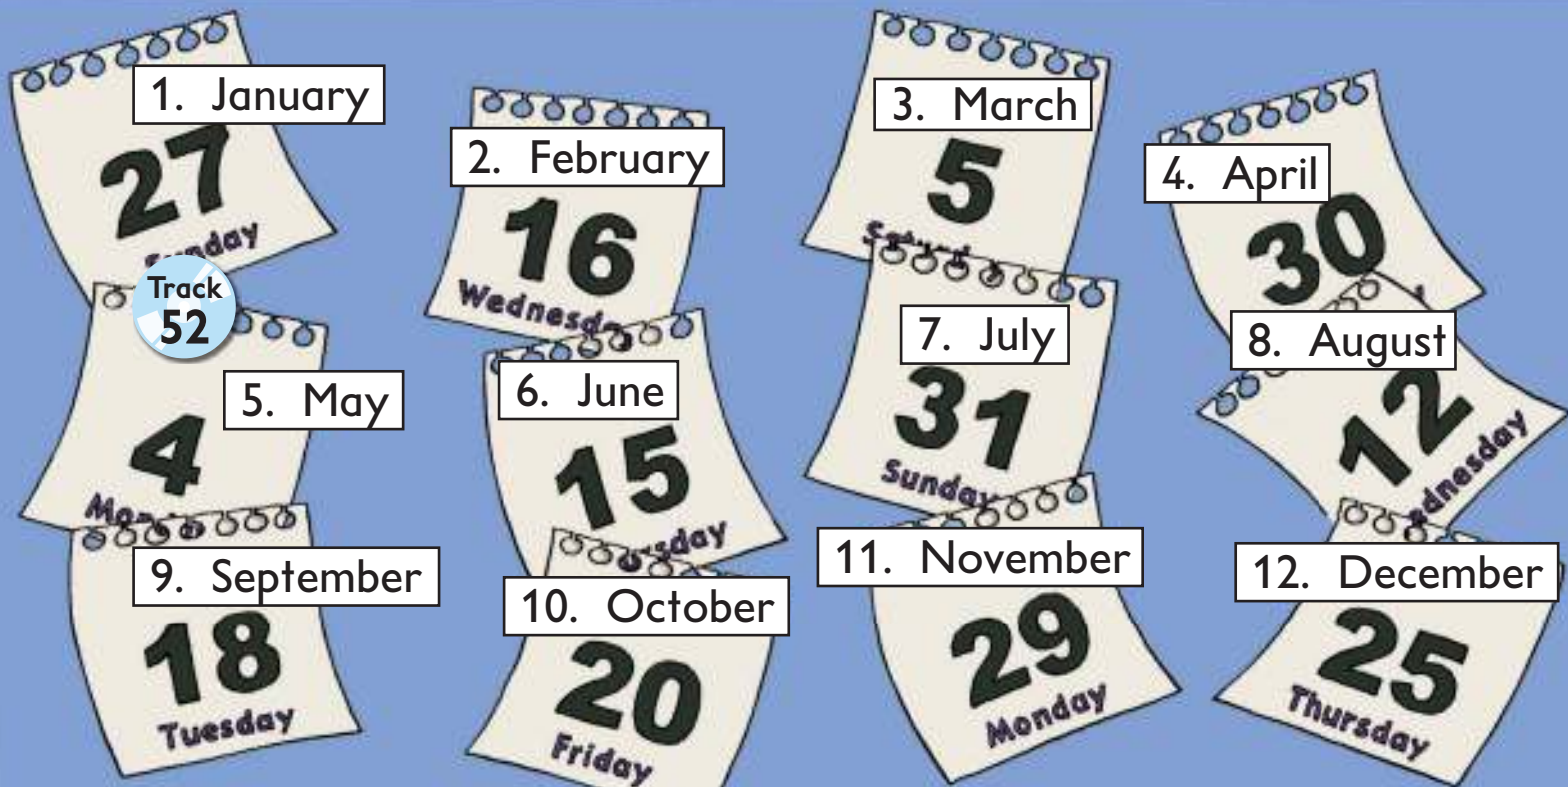 1. January
27
Sunday
2. February
16
3. March
5
4. April
30
Track
52
5. May
4
6. June
15
7. July
31
Sunday
8. August
12
9. September
18
Tuesday
10. October
20
Friday
11. November
29
Monday
12. December
25
Thursday